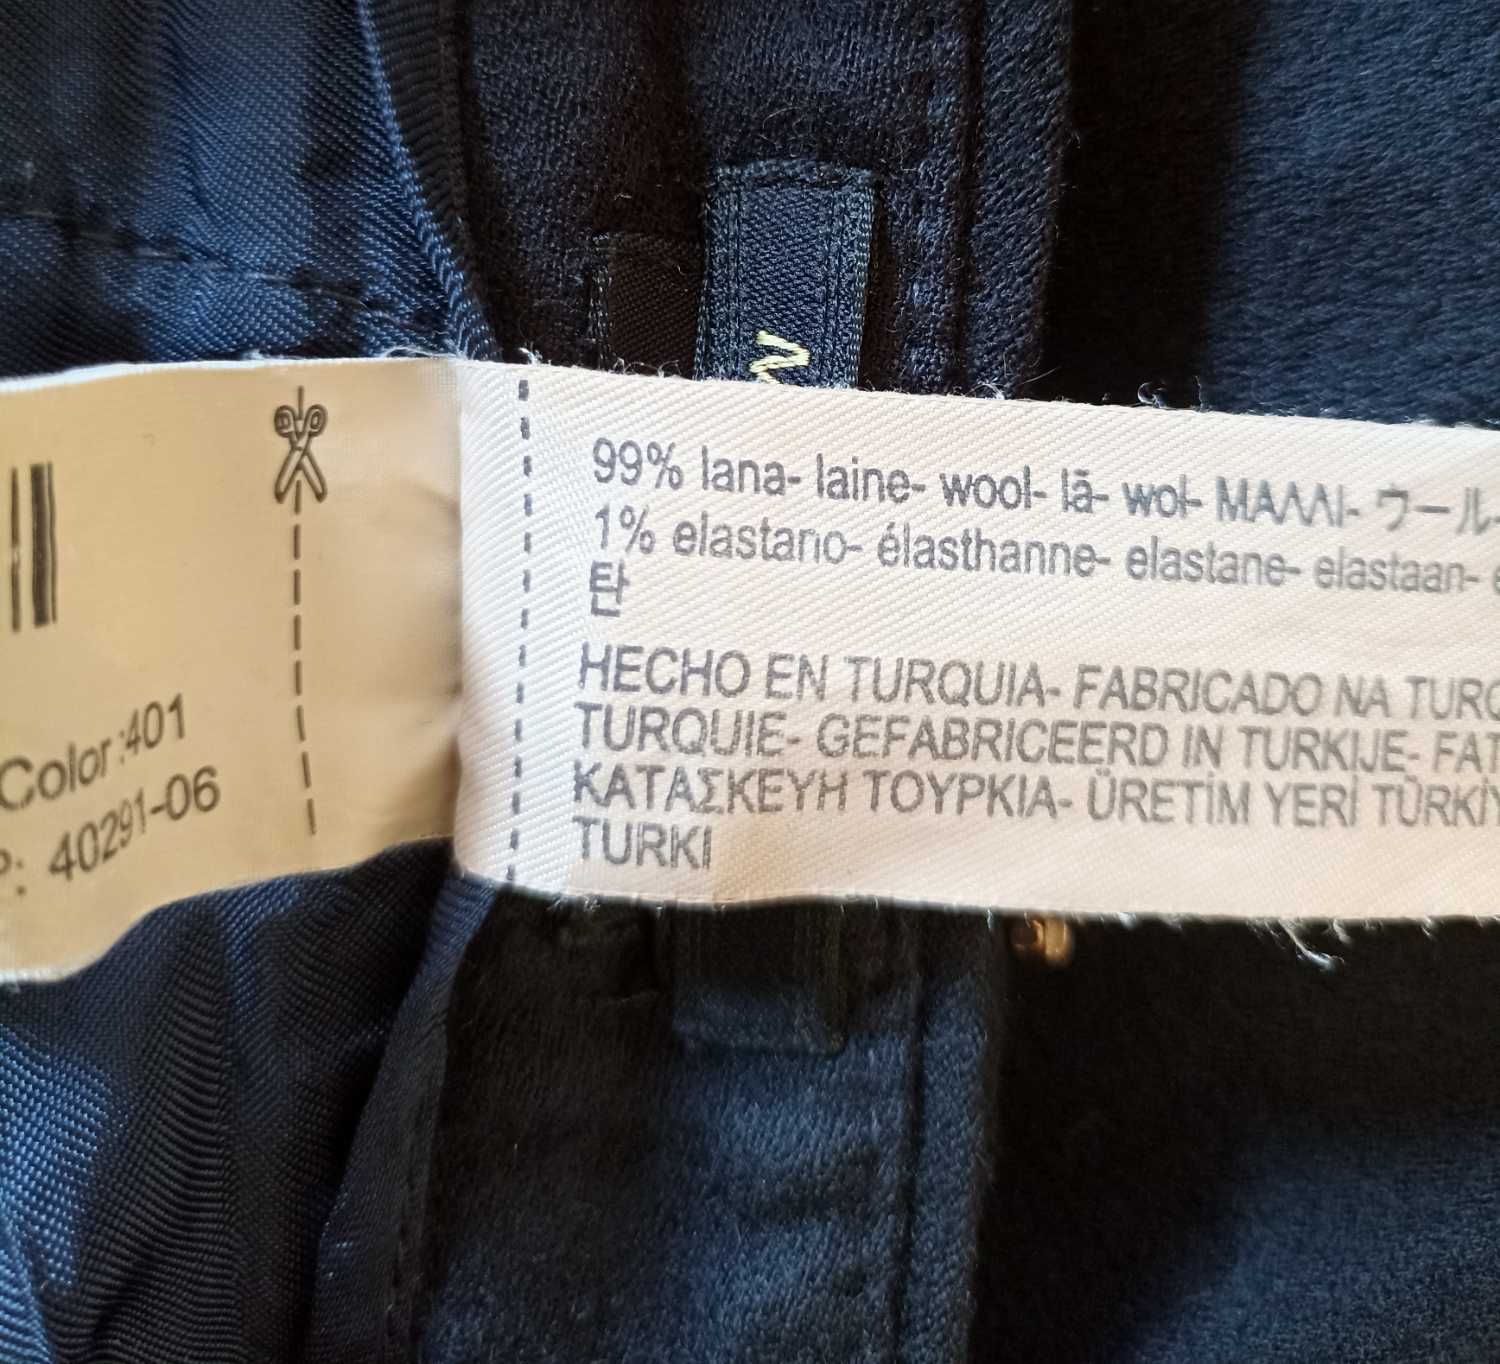 Color:401
: 40291-06
99% lana- laine- wool- lã- wol- ΜΑΛΛΙ- ウール-
1% elastano- élasthanne- elastane- elastaan-
탄
HECHO EN TURQUIA- FABRICADO NA TURQ
TURQUIE- GEFABRICEERD IN TURKIJE- FAT
ΚΑΤΑΣΚΕΥΗ ΤΟΥΡΚΙΑ- ÜRETİM YERİ TÜRKİY
TURKI